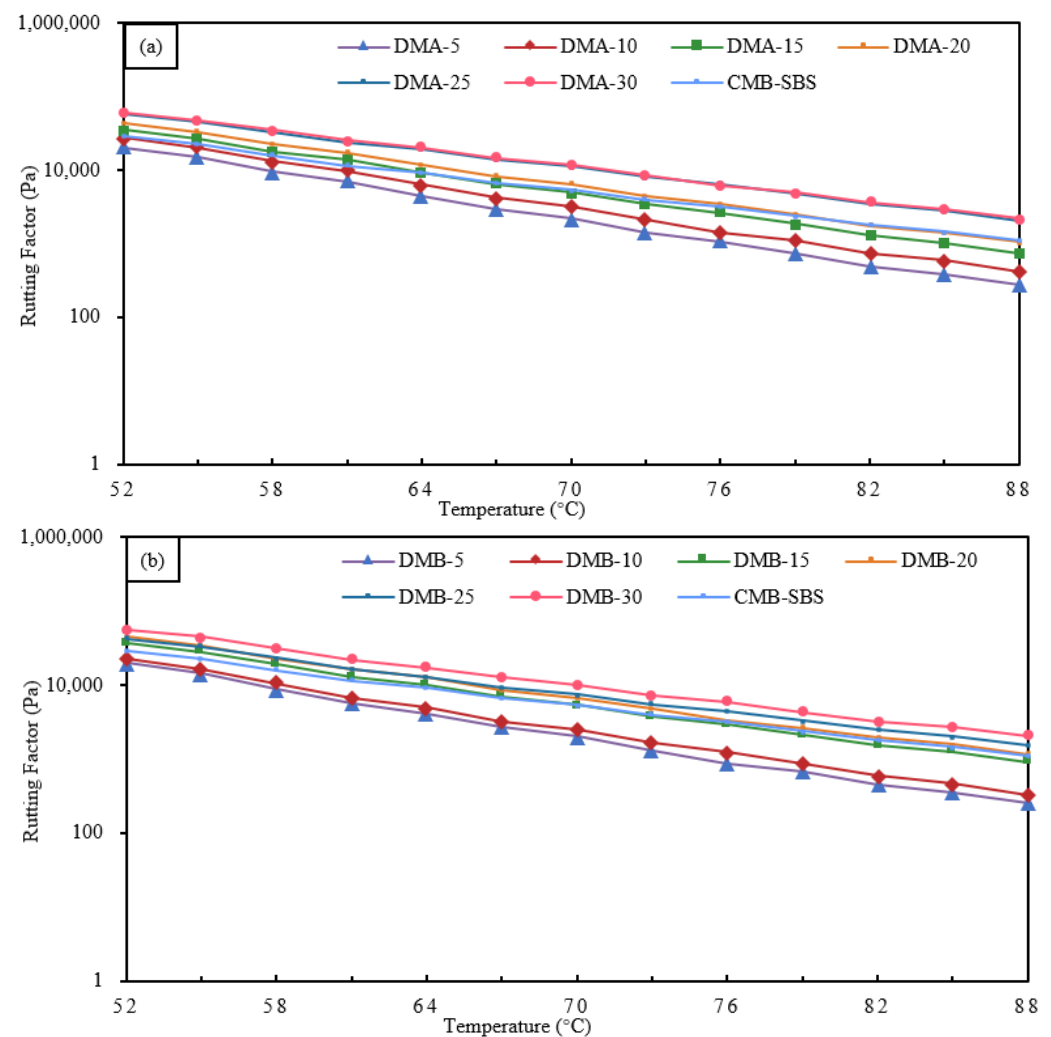 1,000,000
(a)
DMA-5 DMA-10 DMA-15 DMA-20
DMA-25 DMA-30 CMB-SBS
10,000
Rutting Factor (Pa)
100
1
52 58 64 70 76 82 88
Temperature (°C)
1,000,000
(b)
DMB-5 DMB-10 DMB-15 DMB-20
DMB-25 DMB-30 CMB-SBS
10,000
Rutting Factor (Pa)
100
1
52 58 64 70 76 82 88
Temperature (°C)